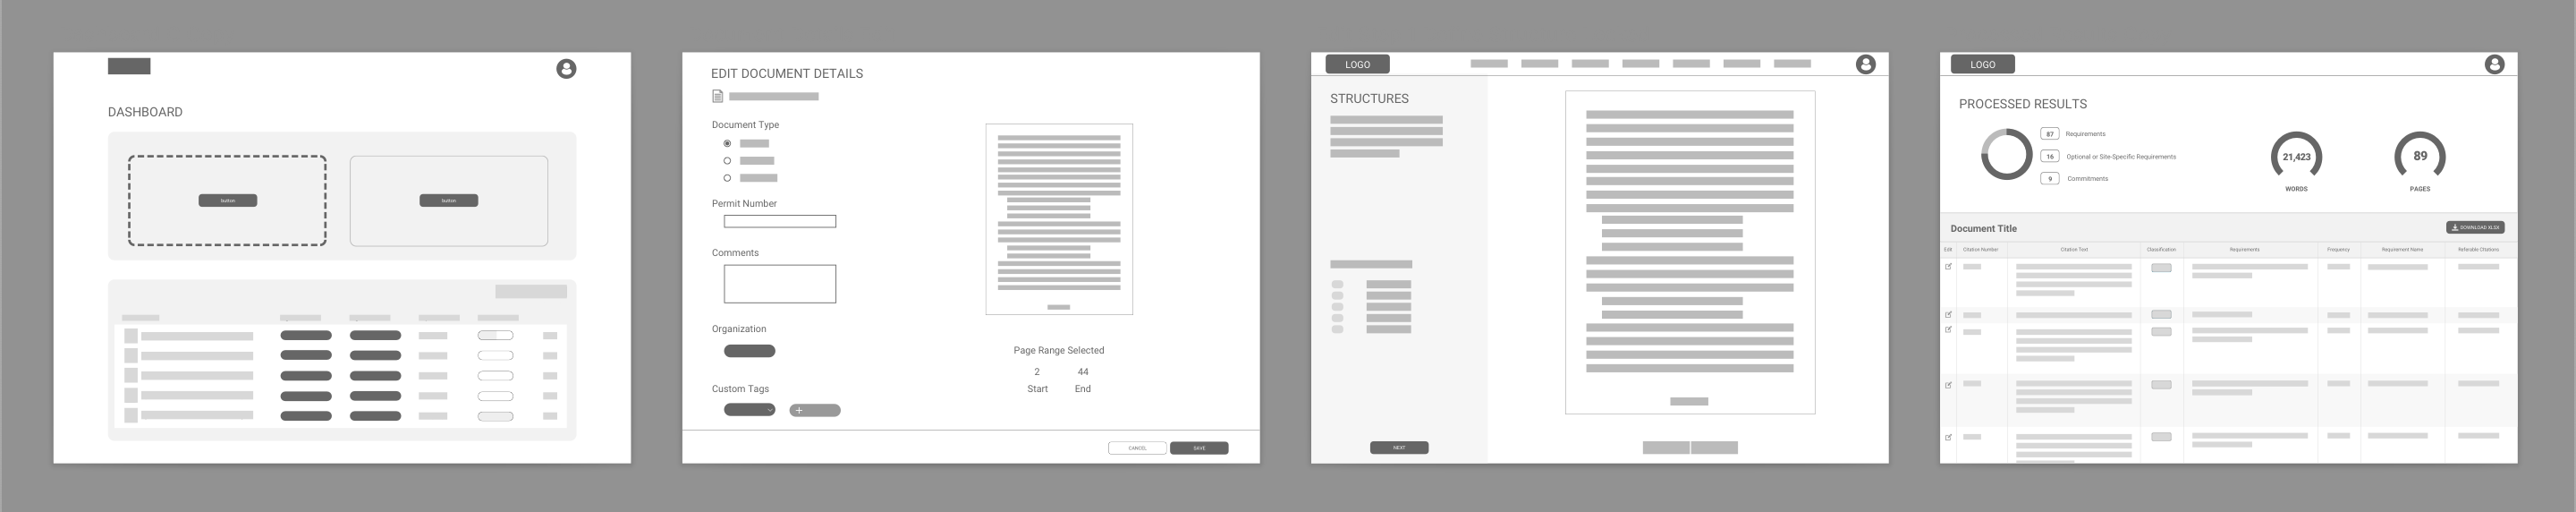 DASHBOARD
button
button
EDIT DOCUMENT DETAILS
Document Type
Permit Number
Comments
Organization
Custom Tags
+
Page Range Selected
2 44
Start End
CANCEL
SAVE
LOGO
STRUCTURES
NEXT
LOGO
PROCESSED RESULTS
87 Requirements
16 Optional or Site-Specific Requirements
9 Commitments
21,423
WORDS
89
PAGES
Document Title
DOWNLOAD XLSX
Edit Citation Number Citation Text Classification Requirements Frequency Requirement Name Referable Citations